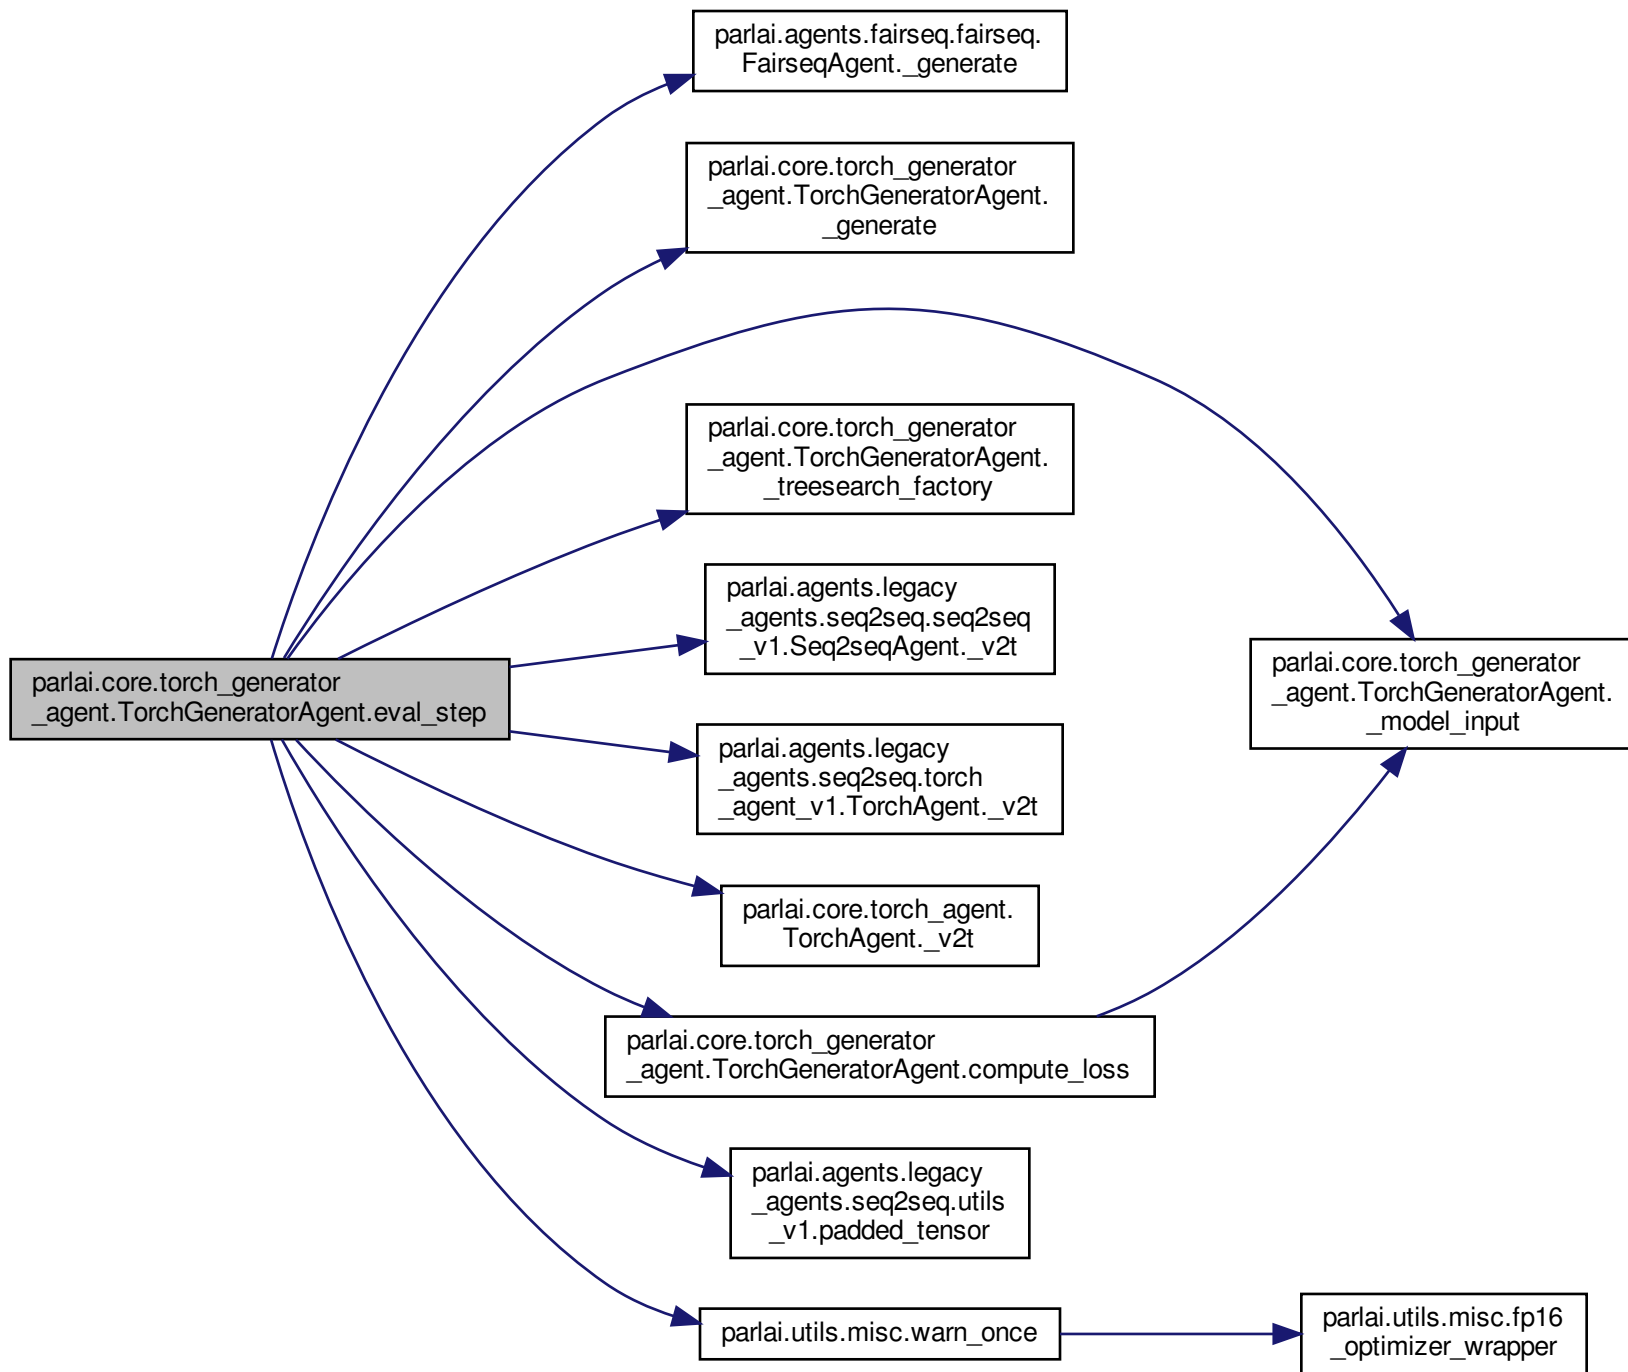 parlai.agents.fairseq.fairseq.
FairseqAgent._generate
parlai.core.torch_generator
_agent.TorchGeneratorAgent.
_generate
parlai.core.torch_generator
_agent.TorchGeneratorAgent.
_treesearch_factory
parlai.agents.legacy
_agents.seq2seq.seq2seq
_v1.Seq2seqAgent._v2t
parlai.core.torch_generator
_agent.TorchGeneratorAgent.eval_step
parlai.core.torch_generator
_agent.TorchGeneratorAgent.
_model_input
parlai.agents.legacy
_agents.seq2seq.torch
_agent_v1.TorchAgent._v2t
parlai.core.torch_agent.
TorchAgent._v2t
parlai.core.torch_generator
_agent.TorchGeneratorAgent.compute_loss
parlai.agents.legacy
_agents.seq2seq.utils
_v1.padded_tensor
parlai.utils.misc.warn_once
parlai.utils.misc.fp16
_optimizer_wrapper